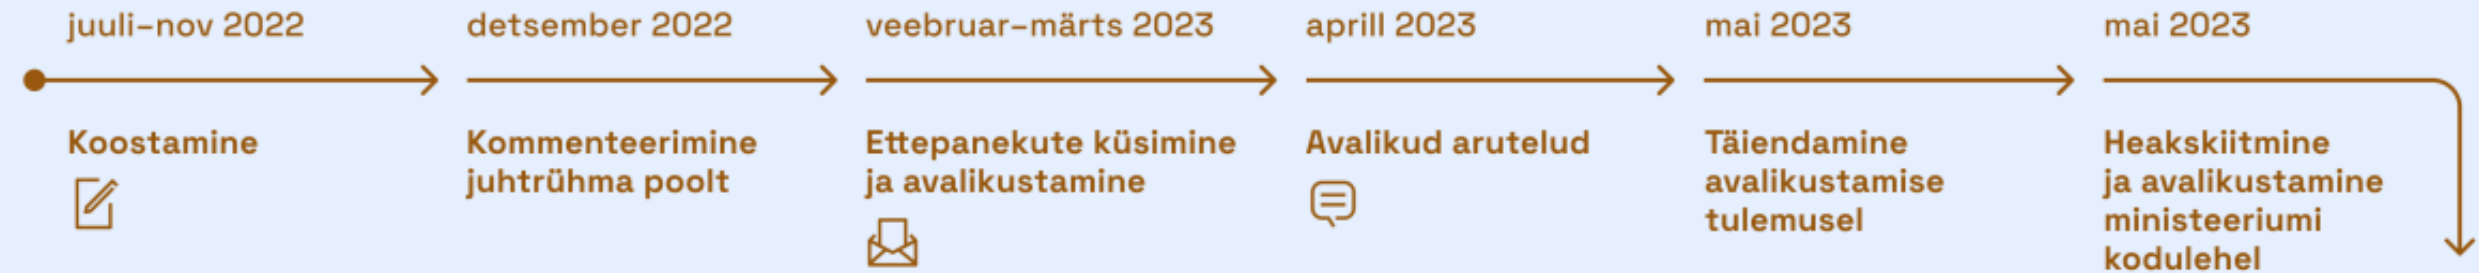 juuli–nov 2022
Koostamine
detsember 2022
Kommenteerimine
juhtrühma poolt
veebruar–märts 2023
Ettepanekute küsimine
ja avalikustamine
aprill 2023
Avalikud arutelud
mai 2023
Täiendamine
avalikustamise
tulemusel
mai 2023
Heakskiitmine
ja avalikustamine
ministeeriumi
kodulehel